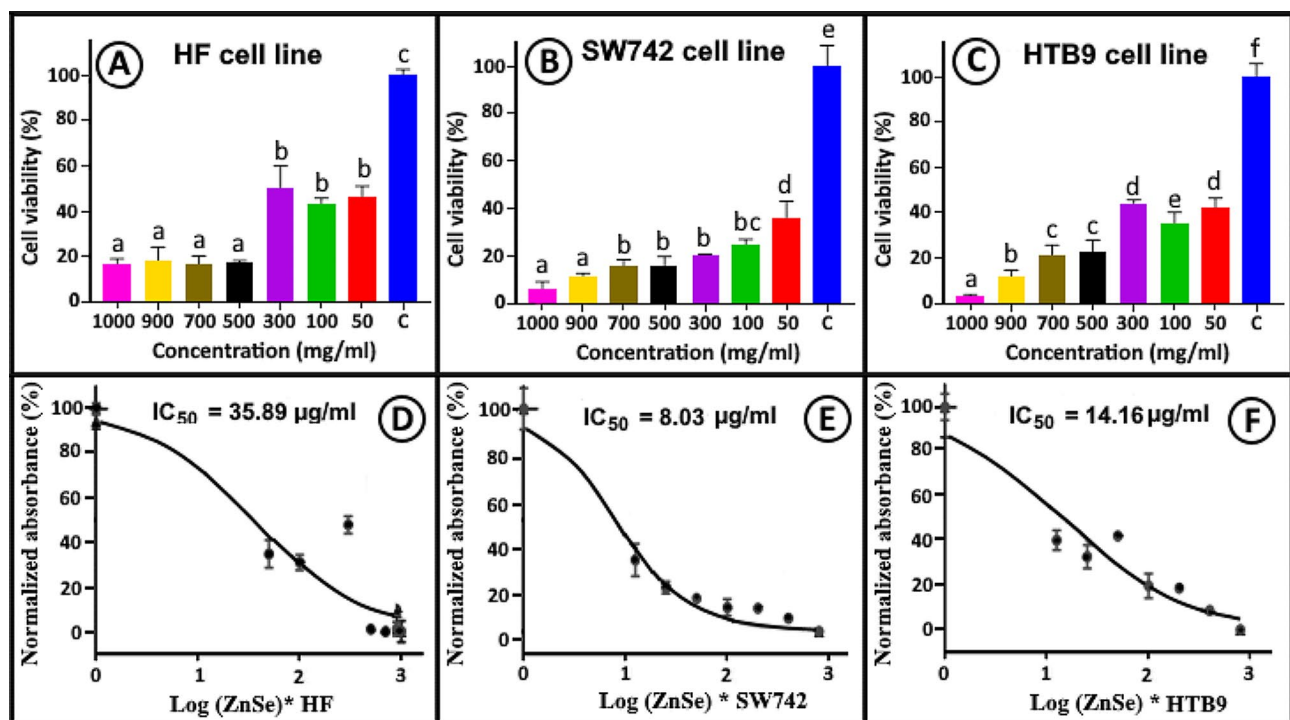 A
HF cell line
Cell viability (%)
100
80
60
40
20
0
a
a
a
a
b
b
b
c
1000
900
700
500
300
100
50
C
Concentration (mg/ml)
B
SW742 cell line
Cell viability (%)
100
80
60
40
20
0
a
a
b
b
b
bc
d
e
1000
900
700
500
300
100
50
C
Concentration (mg/ml)
C
HTB9 cell line
Cell viability (%)
100
80
60
40
20
0
a
b
c
c
d
e
d
f
1000
900
700
500
300
100
50
C
Concentration (mg/ml)
IC50 = 35.89 µg/ml
D
Normalized absorbance (%)
100
80
60
40
20
0
0
1
2
3
Log (ZnSe)* HF
IC50 = 8.03 µg/ml
E
Normalized absorbance (%)
100
80
60
40
20
0
0
1
2
3
Log (ZnSe) * SW742
IC50 = 14.16 µg/ml
F
Normalized absorbance (%)
100
80
60
40
20
0
0
1
2
3
Log (ZnSe) * HTB9